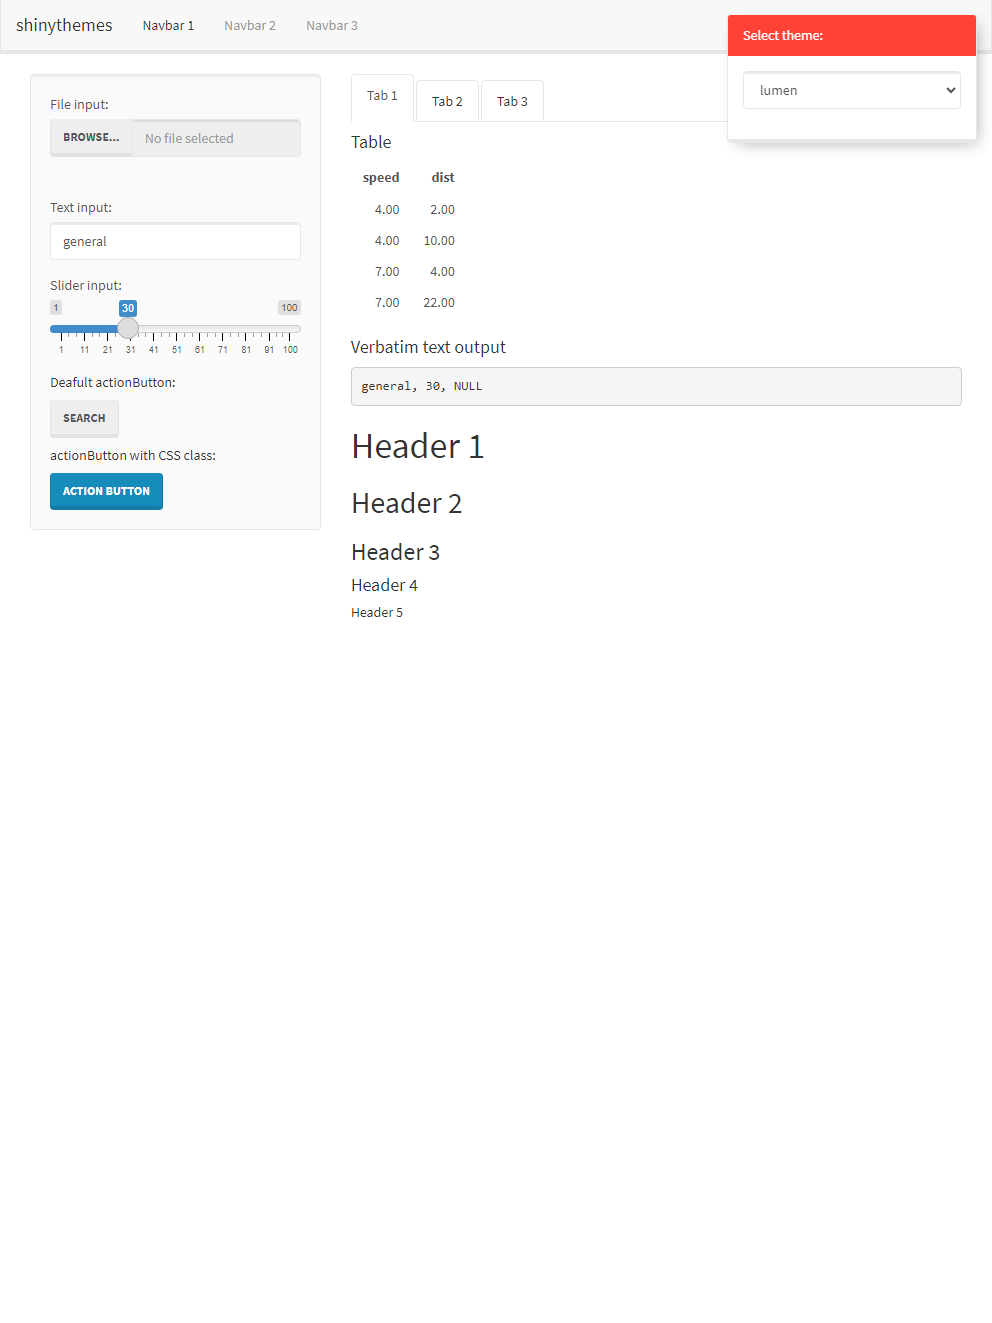 shinythemes Navbar 1 Navbar 2 Navbar 3
Select theme:
lumen
File input:
BROWSE... No file selected
Text input:
general
Slider input:
1 30 100
1 11 21 31 41 51 61 71 81 91 100
Deafult actionButton:
SEARCH
actionButton with CSS class:
ACTION BUTTON
Tab 1 Tab 2 Tab 3
Table
speed dist
4.00 2.00
4.00 10.00
7.00 4.00
7.00 22.00
Verbatim text output
general, 30, NULL
Header 1
Header 2
Header 3
Header 4
Header 5